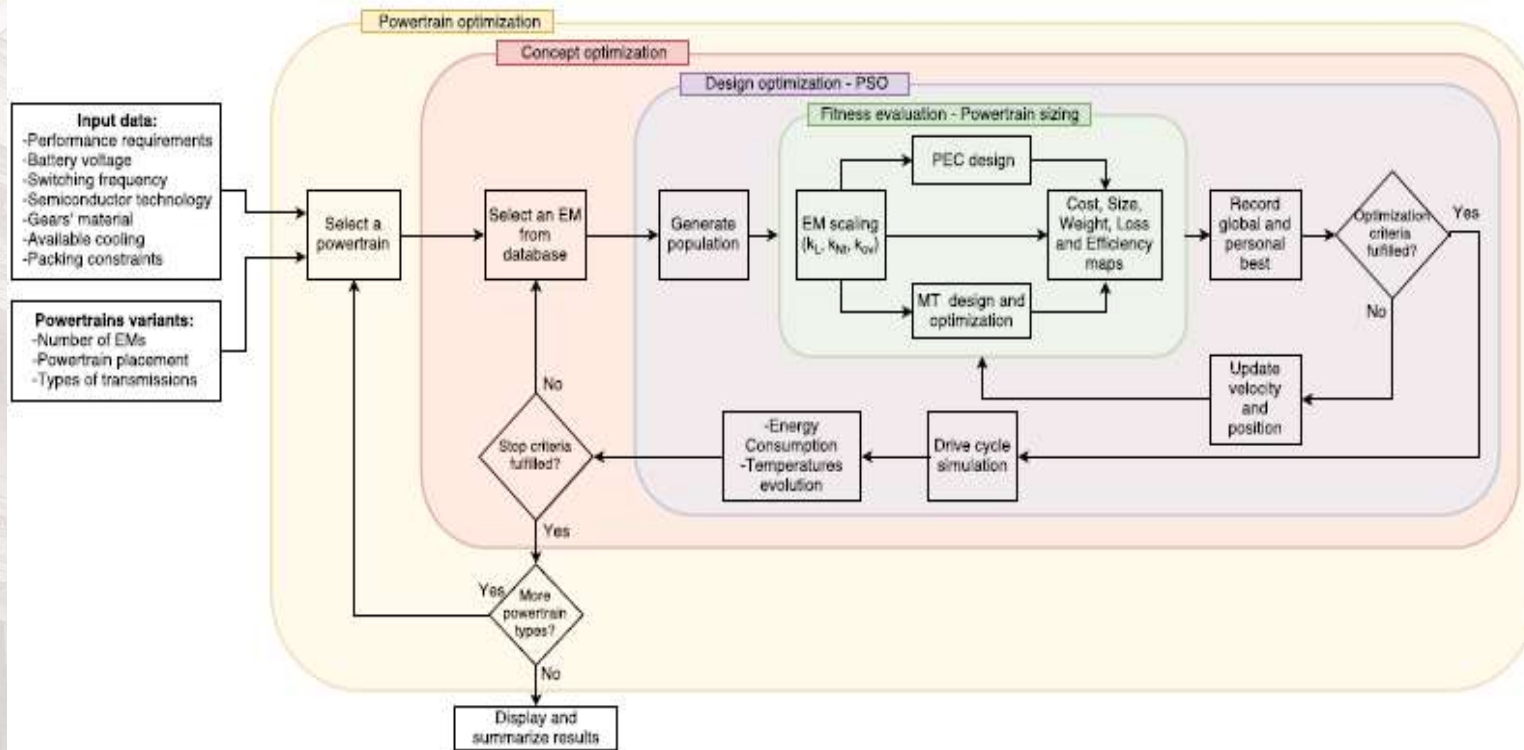 Powertrain optimization
Concept optimization
Design optimization - PSO
Fitness evaluation - Powertrain sizing
Input data:
-Performance requirements
-Battery voltage
-Switching frequency
-Semiconductor technology
-Gears' material
-Available cooling
-Packing constraints
Powertrains variants:
-Number of EMs
-Powertrain placement
-Types of transmissions
Select a
powertrain
Select an EM
from
database
Generate
population
EM scaling
(kL, kNt, kov)
PEC design
MT design and
optimization
Cost, Size,
Weight, Loss
and Efficiency
maps
Record
global and
personal
best
Optimization
criteria
fulfilled?
Yes
No
Update
velocity
and
position
Drive cycle
simulation
-Energy
Consumption
-Temperatures
evolution
Stop criteria
fulfilled?
No
Yes
More
powertrain
types?
Yes
No
Display and
summarize results